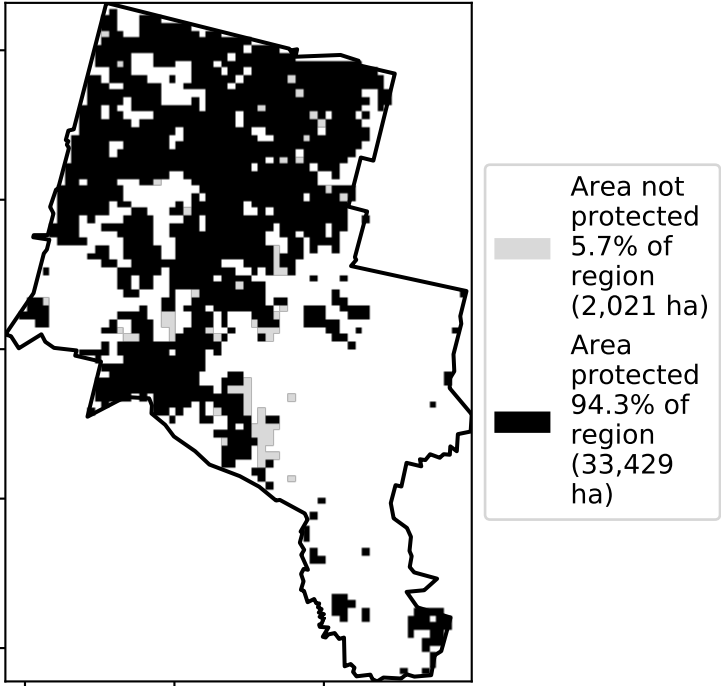 Area not
protected
5.7% of
region
(2,021 ha)
Area
protected
94.3% of
region
(33,429
ha)